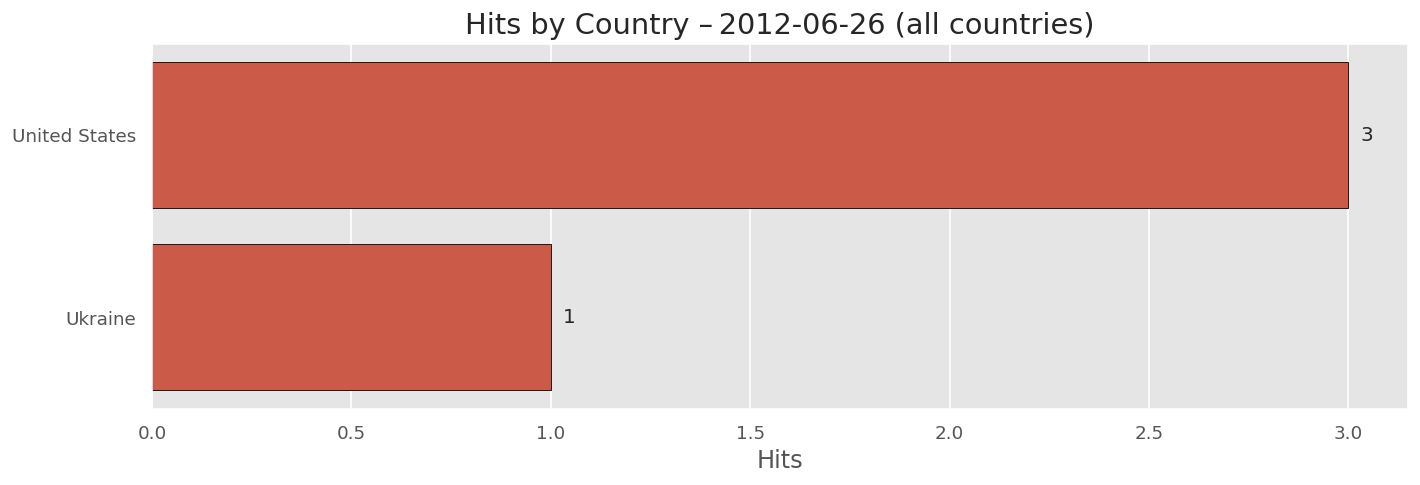 Hits by Country – 2012-06-26 (all countries)
United States
3
Ukraine
1
0.0 0.5 1.0 1.5 2.0 2.5 3.0
Hits